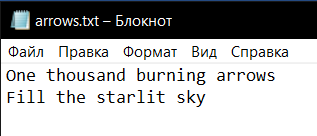 arrows.txt – Блокнот
Файл Правка Формат Вид Справка
One thousand burning arrows
Fill the starlit sky